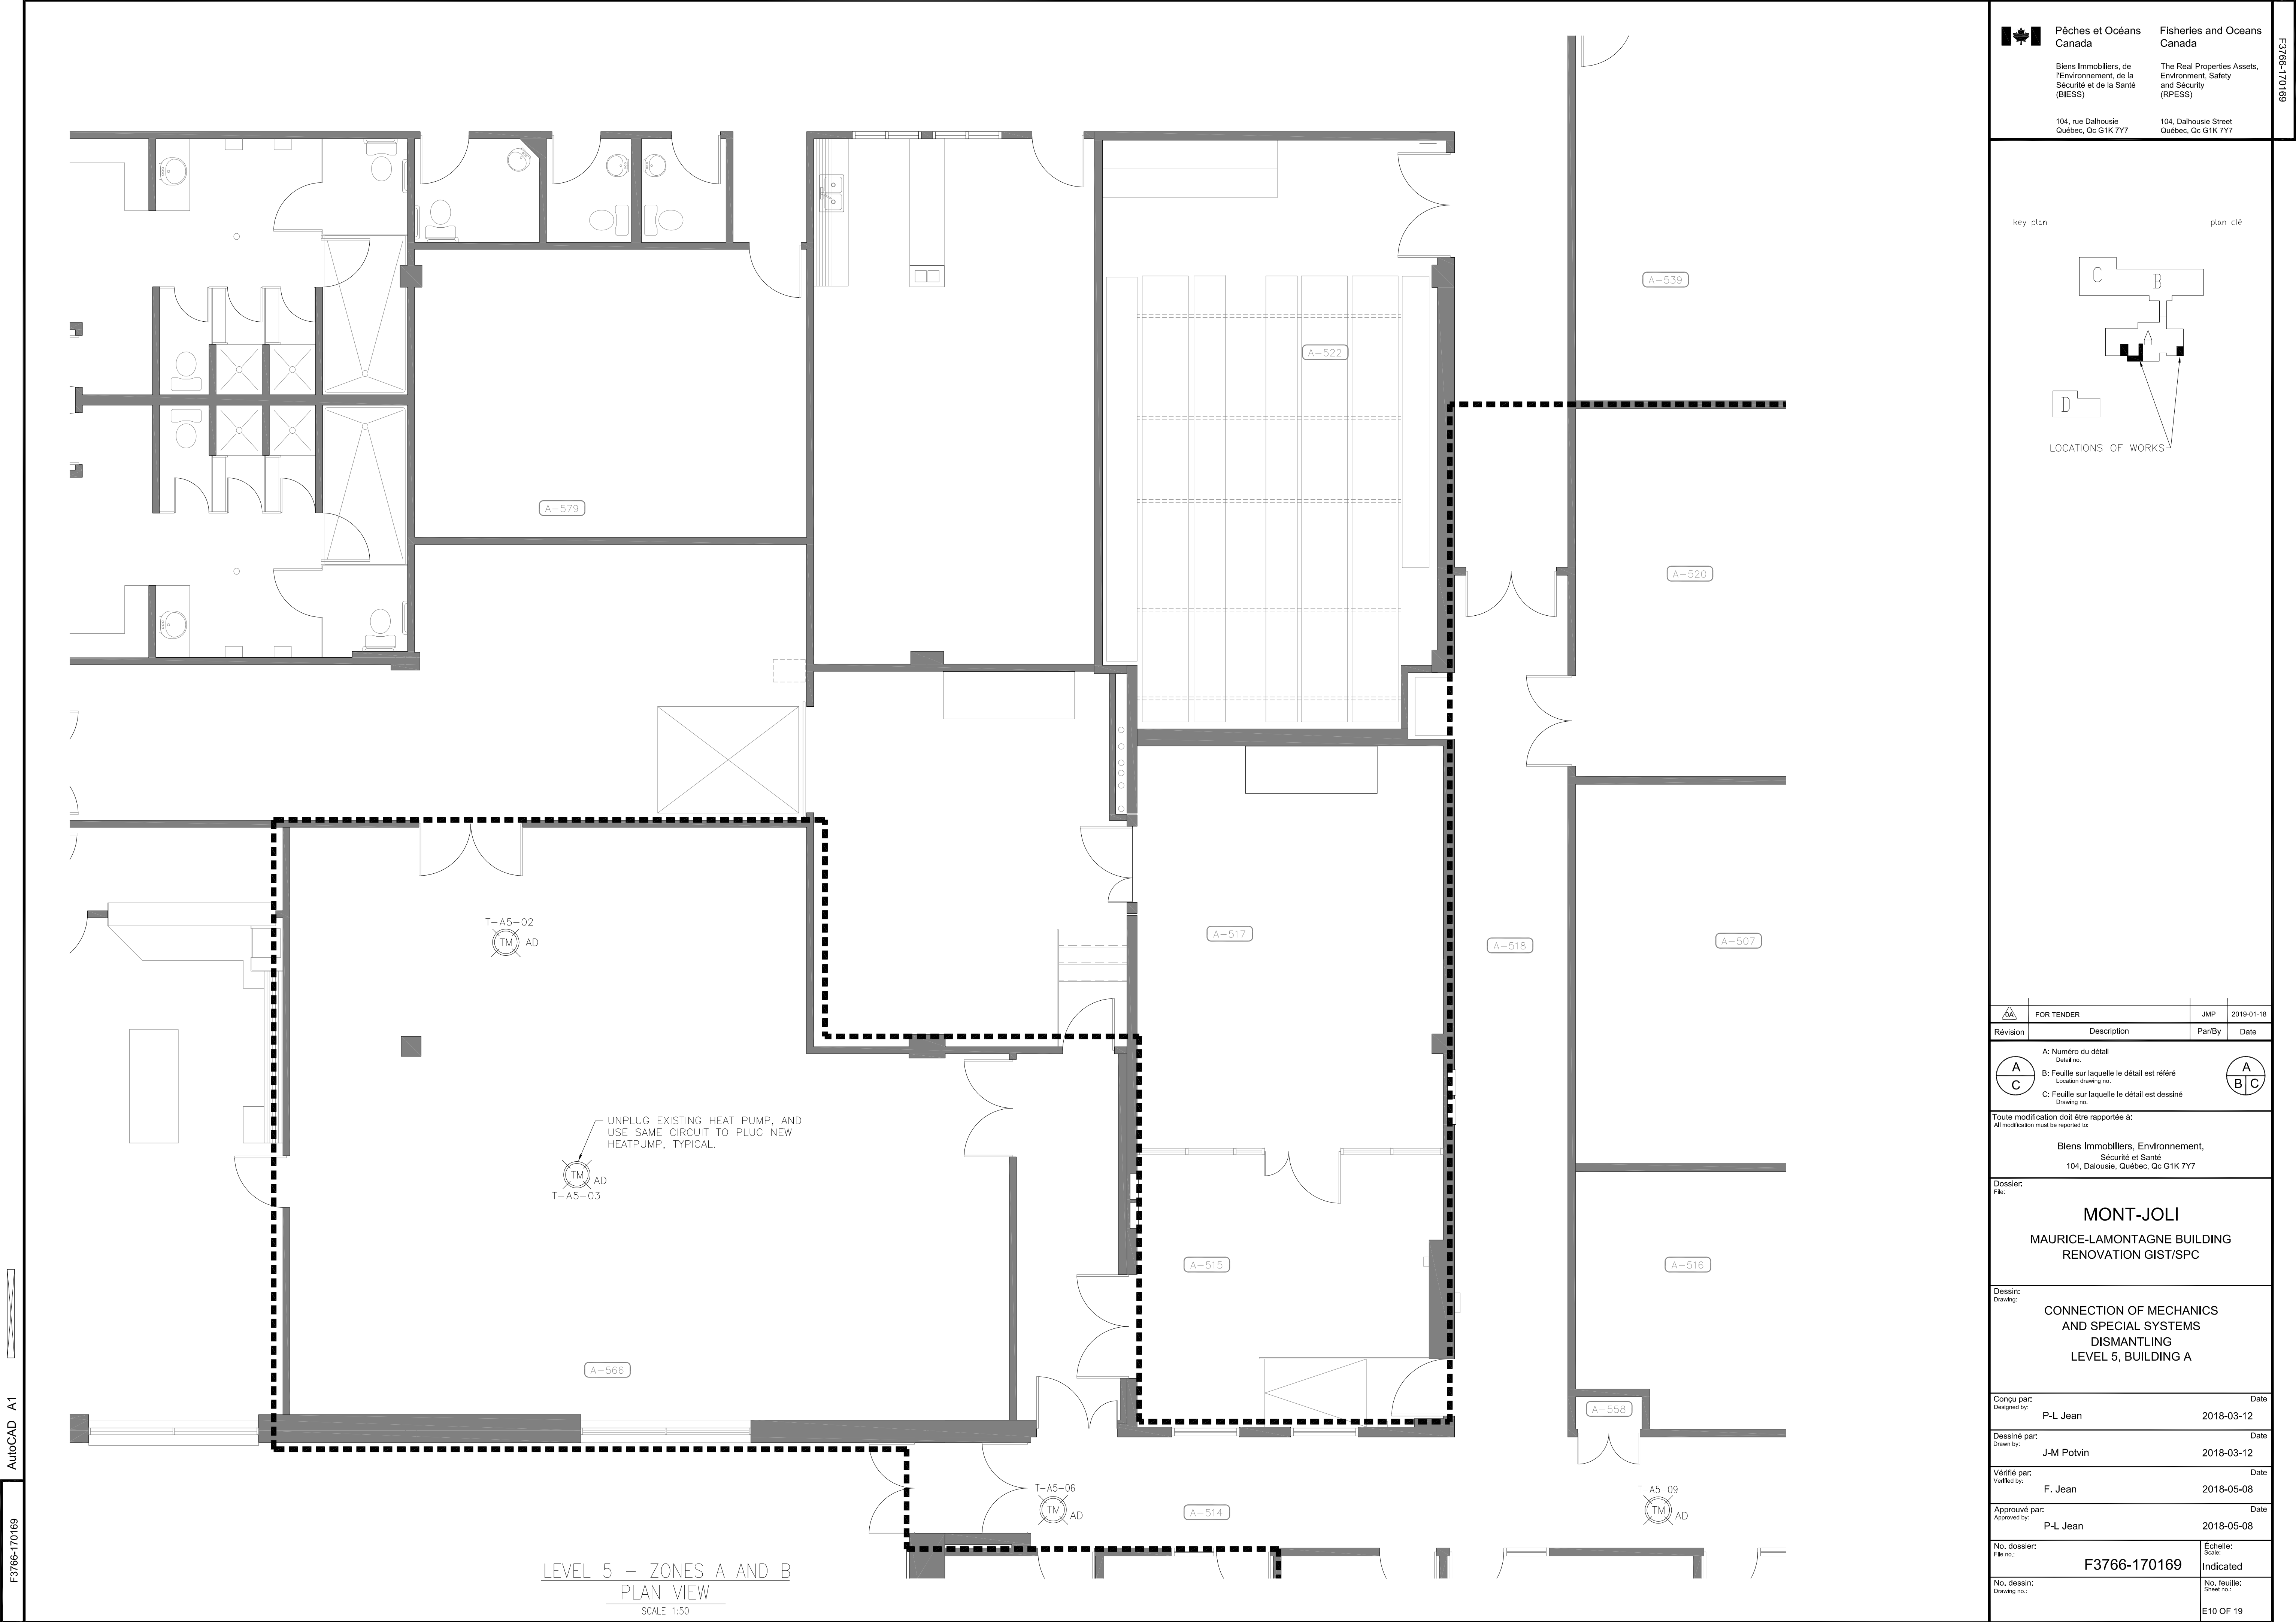 A-539
A-522
A-579
A-520
T-A5-02
TM AD
A-517
A-518
A-507
UNPLUG EXISTING HEAT PUMP, AND
USE SAME CIRCUIT TO PLUG NEW
HEATPUMP, TYPICAL.
TM AD
T-A5-03
A-515
A-516
A-566
A-558
T-A5-06
TM AD
A-514
T-A5-09
TM AD
LEVEL 5 - ZONES A AND B
PLAN VIEW
SCALE 1:50
AutoCAD A1
F3766-170169
F3766-170169
Pêches et Océans
Canada
Fisheries and Oceans
Canada
Biens Immobiliers, de
l'Environnement, de la
Sécurité et de la Santé
(BIESS)
The Real Properties Assets,
Environment, Safety
and Sécurity
(RPESS)
104, rue Dalhousie
Québec, Qc G1K 7Y7
104, Dalhousie Street
Québec, Qc G1K 7Y7
key plan
plan clé
C
B
A
D
LOCATIONS OF WORKS
0A FOR TENDER JMP 2019-01-18
Révision Description Par/By Date
A
C
A: Numéro du détail
Detail no.
B: Feuille sur laquelle le détail est référé
Location drawing no.
C: Feuille sur laquelle le détail est dessiné
Drawing no.
A
B C
Toute modification doit être rapportée à:
All modification must be reported to:
Biens Immobiliers, Environnement,
Sécurité et Santé
104, Dalousie, Québec, Qc G1K 7Y7
Dossier:
File:
MONT-JOLI
MAURICE-LAMONTAGNE BUILDING
RENOVATION GIST/SPC
Dessin:
Drawing:
CONNECTION OF MECHANICS
AND SPECIAL SYSTEMS
DISMANTLING
LEVEL 5, BUILDING A
Conçu par: Date
Designed by:
P-L Jean 2018-03-12
Dessiné par: Date
Drawn by:
J-M Potvin 2018-03-12
Vérifié par: Date
Verified by:
F. Jean 2018-05-08
Approuvé par: Date
Approved by:
P-L Jean 2018-05-08
No. dossier:
File no.:
F3766-170169
Échelle:
Scale:
Indicated
No. dessin:
Drawing no.:
No. feuille:
Sheet no.:
E10 OF 19